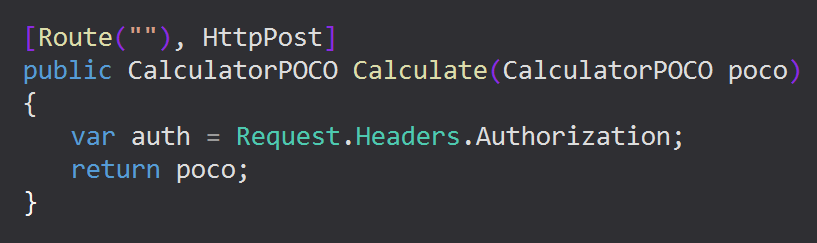 [Route(""), HttpPost]
public CalculatorPOCO Calculate(CalculatorPOCO poco)
{
var auth = Request.Headers.Authorization;
return poco;
}